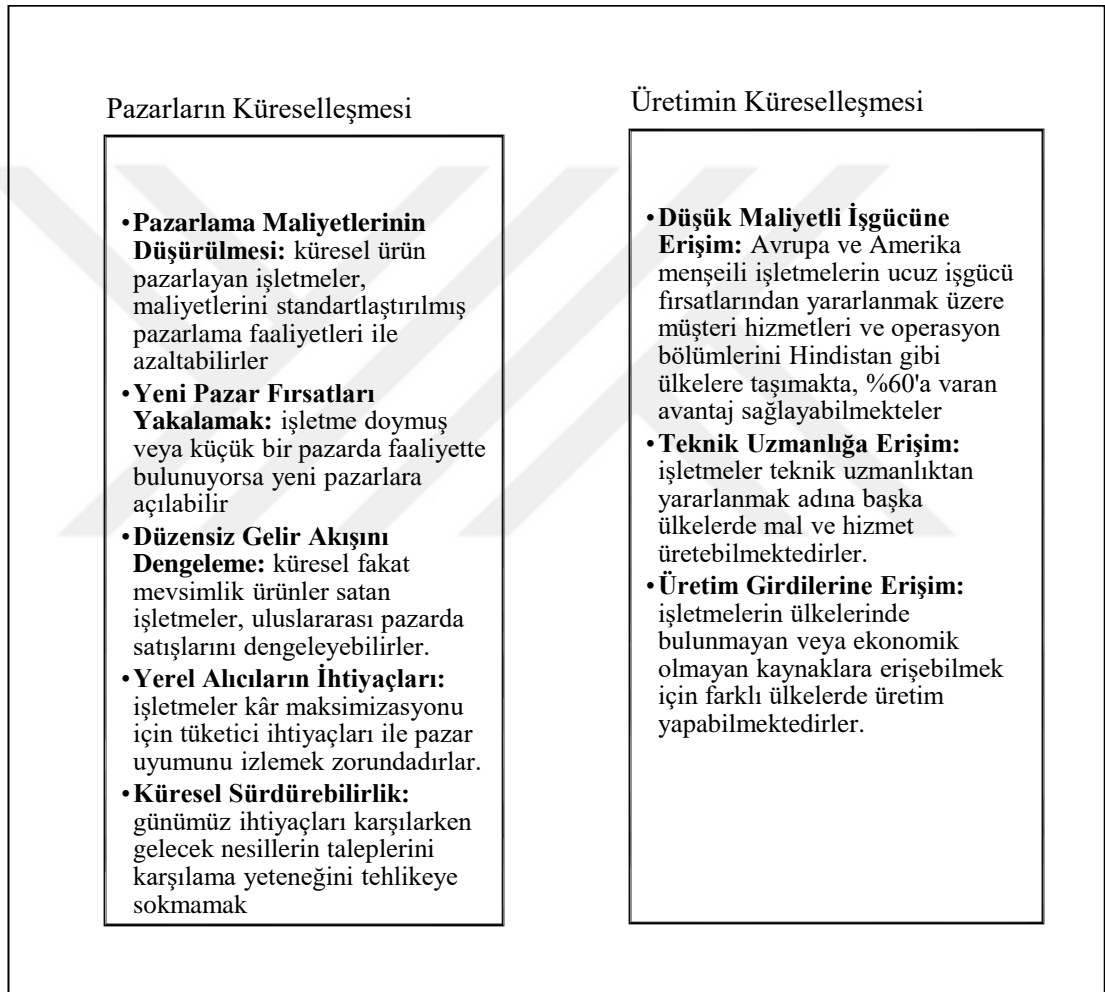 Pazarların Küreselleşmesi
•Pazarlama Maliyetlerinin
Düşürülmesi: küresel ürün
pazarlayan işletmeler,
maliyetlerini standartlaştırılmış
pazarlama faaliyetleri ile
azaltabilirler
•Yeni Pazar Fırsatları
Yakalamak: işletme doymuş
veya küçük bir pazarda faaliyette
bulunuyorsa yeni pazarlara
açılabilir
•Düzensiz Gelir Akışını
Dengeleme: küresel fakat
mevsimlik ürünler satan
işletmeler, uluslararası pazarda
satışlarını dengeleyebilirler.
•Yerel Alıcıların İhtiyaçları:
işletmeler kâr maksimizasyonu
için tüketici ihtiyaçları ile pazar
uyumunu izlemek zorundadırlar.
•Küresel Sürdürebilirlik:
günümüz ihtiyaçları karşılarken
gelecek nesillerin taleplerini
karşılama yeteneğini tehlikeye
sokmamak
Üretimin Küreselleşmesi
•Düşük Maliyetli İşgücüne
Erişim: Avrupa ve Amerika
menşeili işletmelerin ucuz işgücü
fırsatlarından yararlanmak üzere
müşteri hizmetleri ve operasyon
bölümlerini Hindistan gibi
ülkelere taşımakta, %60'a varan
avantaj sağlayabilmekteler
•Teknik Uzmanlığa Erişim:
işletmeler teknik uzmanlıktan
yararlanmak adına başka
ülkelerde mal ve hizmet
üretebilmektedirler.
•Üretim Girdilerine Erişim:
işletmelerin ülkelerinde
bulunmayan veya ekonomik
olmayan kaynaklara erişebilmek
için farklı ülkelerde üretim
yapabilmektedirler.